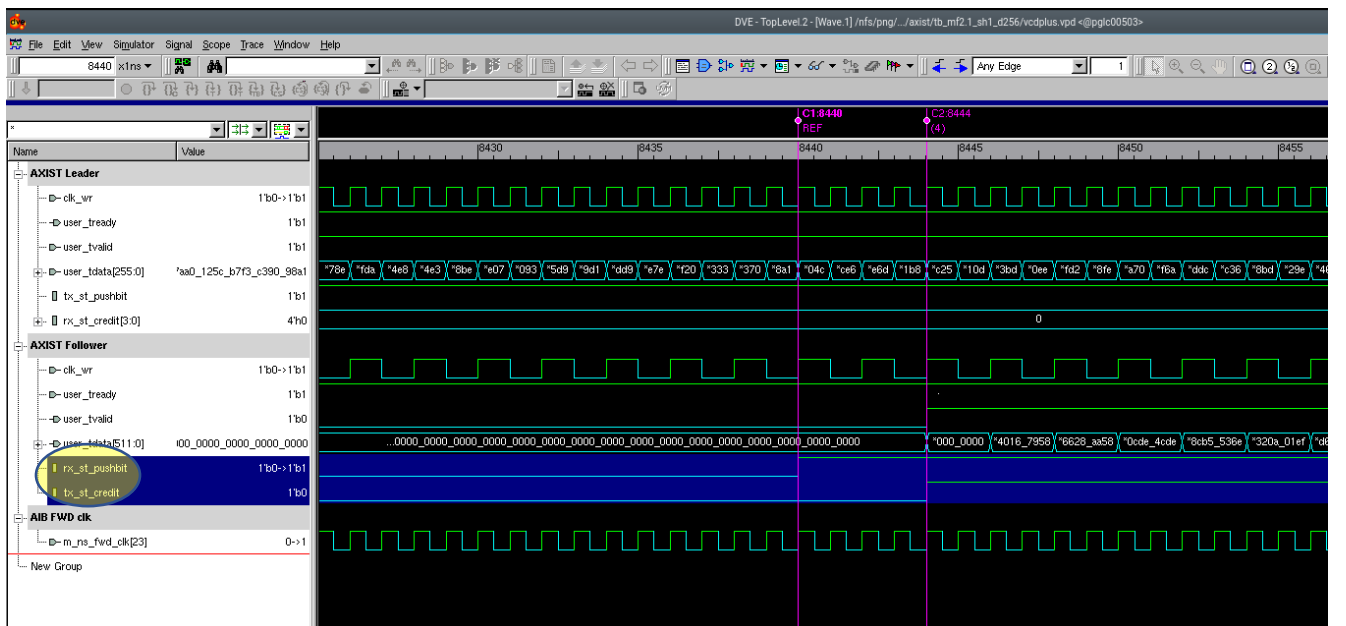 dve
DVE - TopLevel.2 - [Wave.1] /nfs/png/.../axist/tb_mf2.1_sh1_d256/vcdplus.vpd <@pglc00503>
File Edit View Simulator Signal Scope Trace Window Help
8440 x1ns
Any Edge 1
C1:8440 C2:8444
* REF (4)
Name Value 8430 8435 8440 8445 8450 8455
AXIST Leader
clk_wr 1'b0->1'b1
user_tready 1'b1
user_tvalid 1'b1
user_tdata[255:0] *aa0_125c_b7f3_c390_98a1 *78e *fda *4e8 *4e3 *8be *e07 *093 *5d9 *9d1 *dd9 *e7e *f20 *333 *370 *8a1 *04c *ce6 *e6d *1b8 *c25 *10d *3bd *0ee *fd2 *8fe *a70 *f6a *ddc *c36 *8bd *29e
tx_st_pushbit 1'b1
rx_st_credit[3:0] 4'h0 0
AXIST Follower
clk_wr 1'b0->1'b1
user_tready 1'b1
user_tvalid 1'b0
user_tdata[511:0] 00_0000_0000_0000_0000 ...0000_0000_0000_0000_0000_0000_0000_0000_0000_0000_0000_0000_0000 *000_0000 *4016_7958 *6628_aa58 *0cde_4cde *8cb5_536e *320a_01ef
rx_st_pushbit 1'b0->1'b1
tx_st_credit 1'b0
AIB FWD clk
m_ns_fwd_clk[23] 0->1
New Group